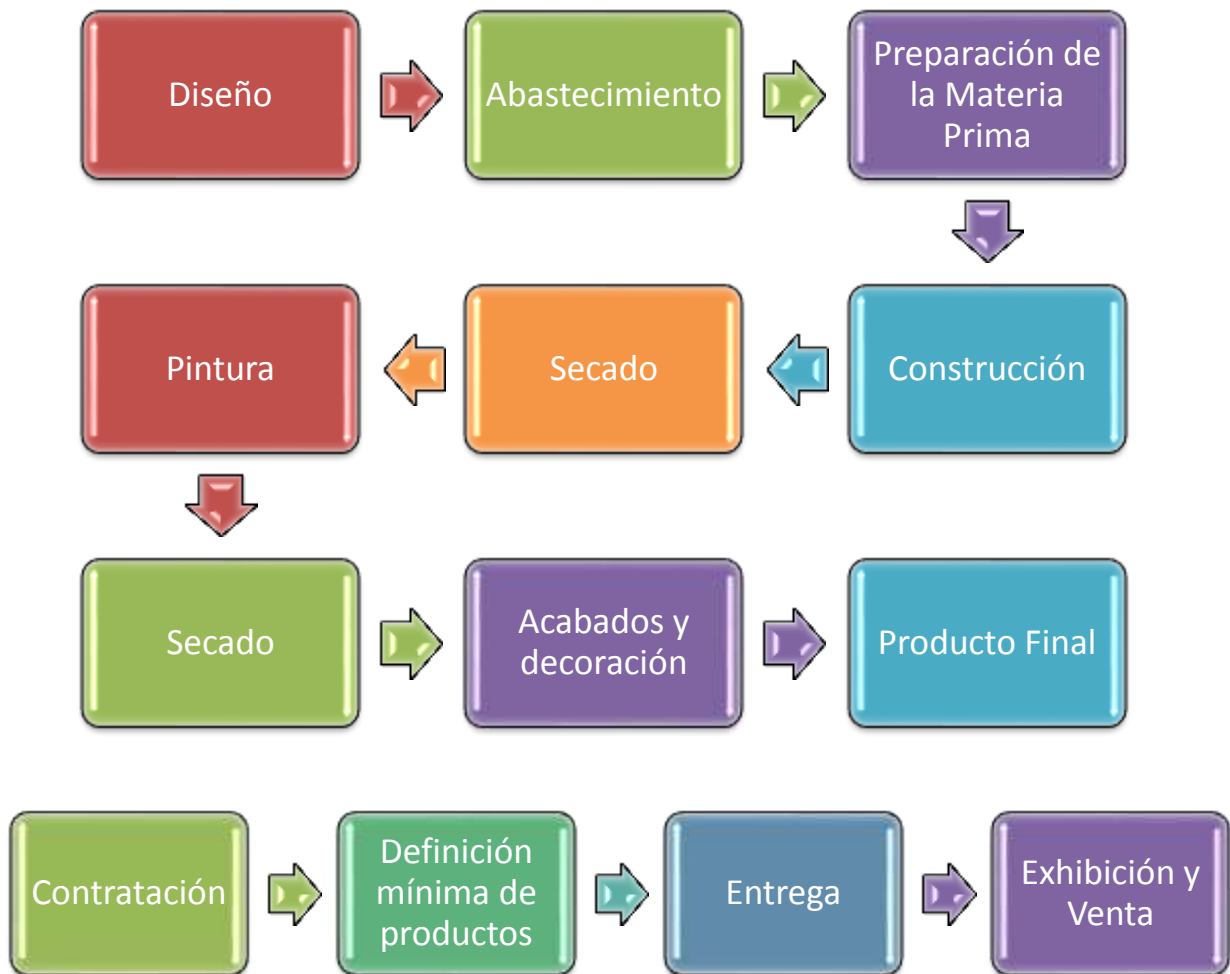 Diseño
Abastecimiento
Preparación de
la Materia
Prima
Pintura
Secado
Construcción
Secado
Acabados y
decoración
Producto Final
Contratación
Definición
mínima de
productos
Entrega
Exhibición y
Venta